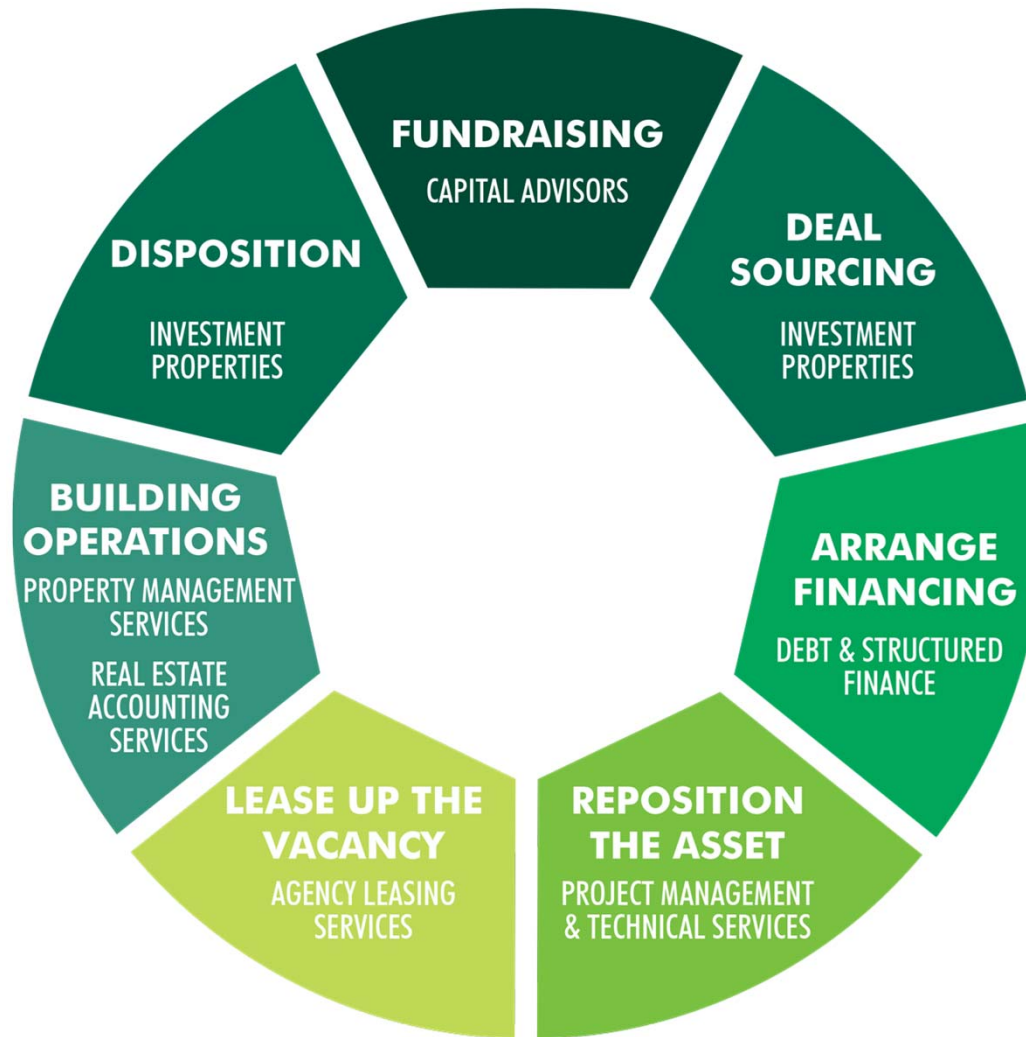 FUNDRAISING
CAPITAL ADVISORS
DEAL
SOURCING
INVESTMENT
PROPERTIES
ARRANGE
FINANCING
DEBT & STRUCTURED
FINANCE
REPOSITION
THE ASSET
PROJECT MANAGEMENT
& TECHNICAL SERVICES
LEASE UP THE
VACANCY
AGENCY LEASING
SERVICES
BUILDING
OPERATIONS
PROPERTY MANAGEMENT
SERVICES
REAL ESTATE
ACCOUNTING
SERVICES
DISPOSITION
INVESTMENT
PROPERTIES